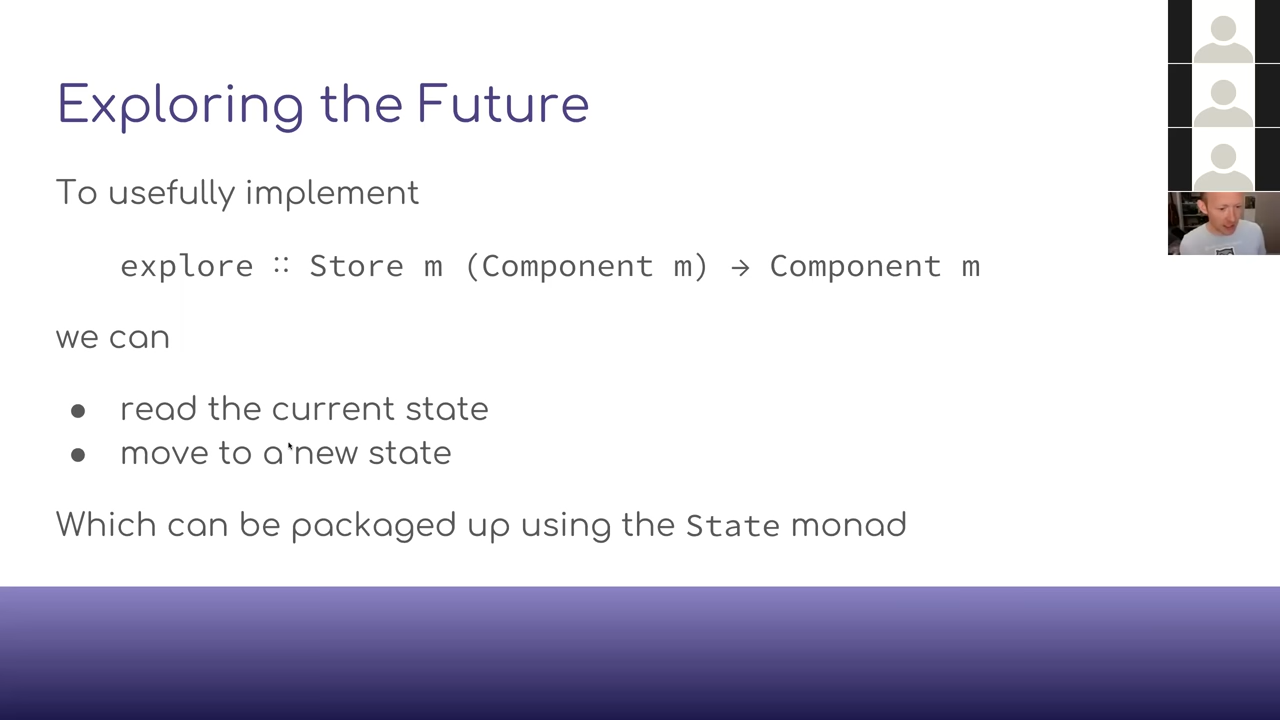 Exploring the Future
To usefully implement
explore :: Store m (Component m) → Component m
we can
● read the current state
● move to a new state
Which can be packaged up using the State monad